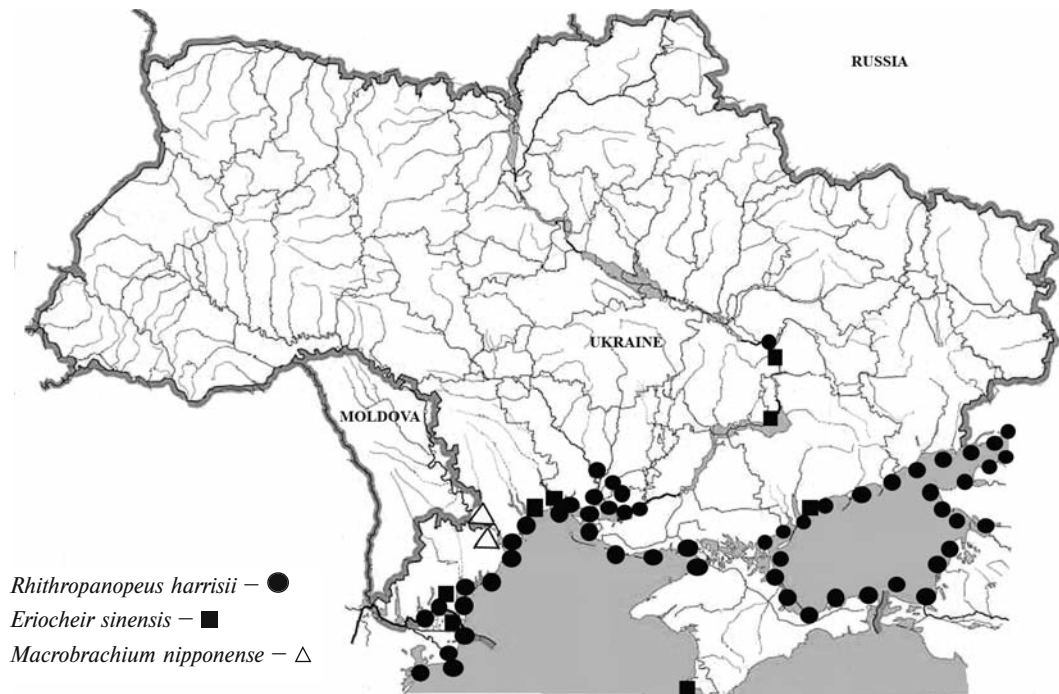 RUSSIA
UKRAINE
MOLDOVA
Rhithropanopeus harrisii – ●
Eriocheir sinensis – ■
Macrobrachium nipponense – △